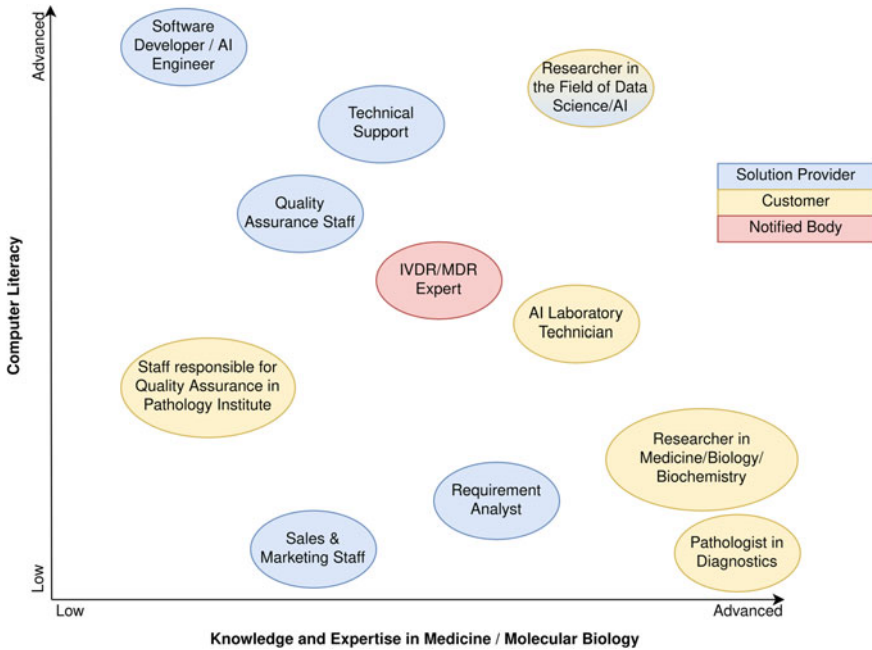 Advanced
Software
Developer / AI
Engineer
Technical
Support
Researcher in
the Field of Data
Science/AI
Solution Provider
Customer
Notified Body
Quality
Assurance Staff
IVDR/MDR
Expert
AI Laboratory
Technician
Computer Literacy
Staff responsible for
Quality Assurance in
Pathology Institute
Researcher in
Medicine/Biology/
Biochemistry
Requirement
Analyst
Sales &
Marketing Staff
Pathologist in
Diagnostics
Low
Low
Advanced
Knowledge and Expertise in Medicine / Molecular Biology